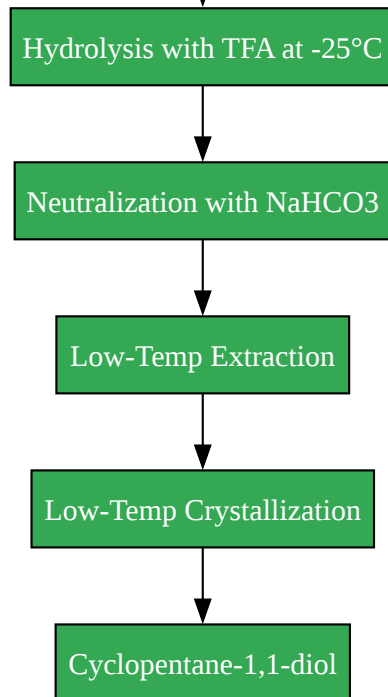 Hydrolysis with TFA at -25°C
Neutralization with NaHCO3
Low-Temp Extraction
Low-Temp Crystallization
Cyclopentane-1,1-diol